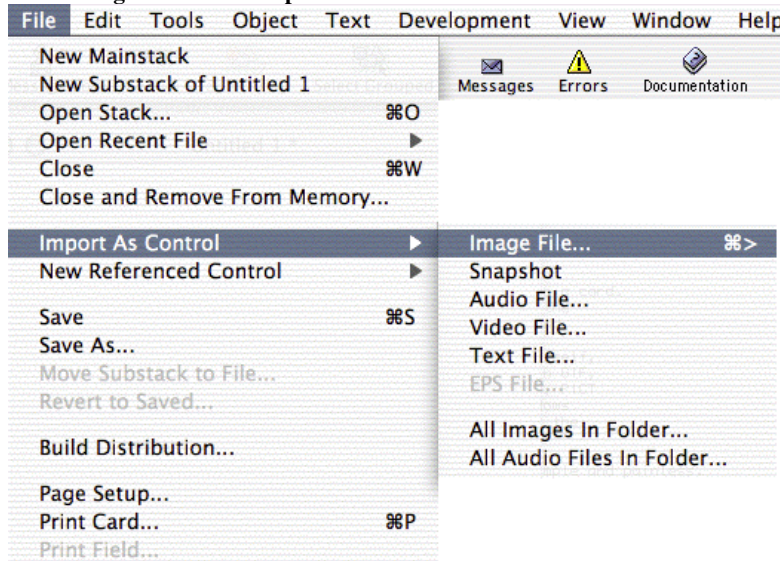 File Edit Tools Object Text Development View Window Help
New Mainstack
New Substack of Untitled 1
Open Stack... ⌘O
Open Recent File ▶
Close ⌘W
Close and Remove From Memory...
Import As Control ▶
New Referenced Control ▶
Save ⌘S
Save As...
Move Substack to File...
Revert to Saved...
Build Distribution...
Page Setup...
Print Card... ⌘P
Print Field...
Messages Errors Documentation
Image File... ⌘>
Snapshot
Audio File...
Video File...
Text File...
EPS File...
All Images In Folder...
All Audio Files In Folder...